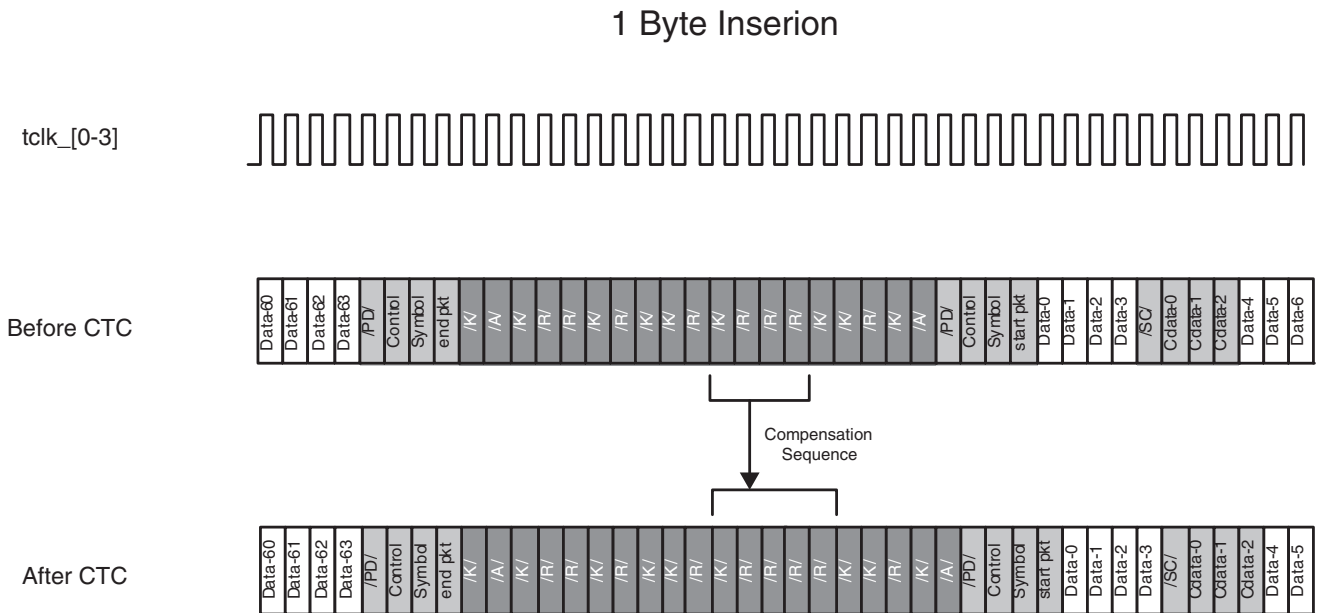 1 Byte Inserion
tclk_[0-3]
Before CTC
Data-60
Data-61
Data-62
Data-63
/PD/
Control
Symbol
end pkt
/K/
/A/
/K/
/R/
/R/
/K/
/R/
/K/
/K/
/R/
/K/
/R/
/R/
/R/
/K/
/K/
/R/
/K/
/A/
/PD/
Control
Symbol
start pkt
Data-0
Data-1
Data-2
Data-3
/SC/
Cdata-0
Cdata-1
Cdata-2
Data-4
Data-5
Data-6
Compensation
Sequence
After CTC
Data-60
Data-61
Data-62
Data-63
/PD/
Control
Symbol
end pkt
/K/
/A/
/K/
/R/
/R/
/K/
/R/
/K/
/K/
/R/
/K/
/R/
/R/
/R/
/R/
/K/
/K/
/R/
/K/
/A/
/PD/
Control
Symbol
start pkt
Data-0
Data-1
Data-2
Data-3
/SC/
Cdata-0
Cdata-1
Cdata-2
Data-4
Data-5